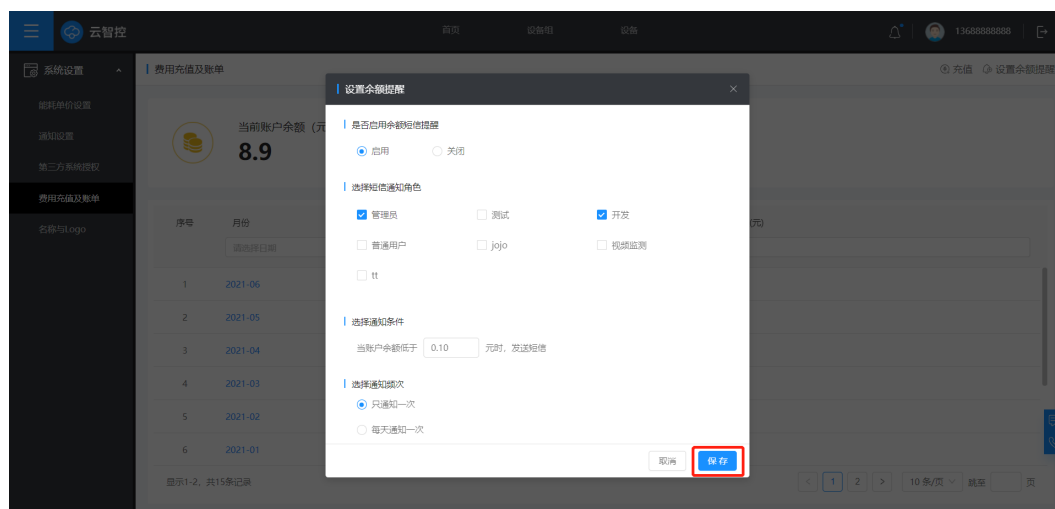 云智控
首页
设备组
设备
13688888888
系统设置
能耗单价设置
通知设置
第三方系统授权
费用充值及账单
名称与Logo
费用充值及账单
充值
设置余额提醒
当前账户余额（元
8.9
序号
月份
(元)
请选择日期
1
2021-06
2
2021-05
3
2021-04
4
2021-03
5
2021-02
6
2021-01
显示1-2，共15条记录
1
2
10 条/页
跳至
页
设置余额提醒
是否启用余额短信提醒
启用
关闭
选择短信通知角色
管理员
测试
开发
普通用户
jojo
视频监测
tt
选择通知条件
当账户余额低于 0.10 元时，发送短信
选择通知频次
只通知一次
每天通知一次
取消
保存